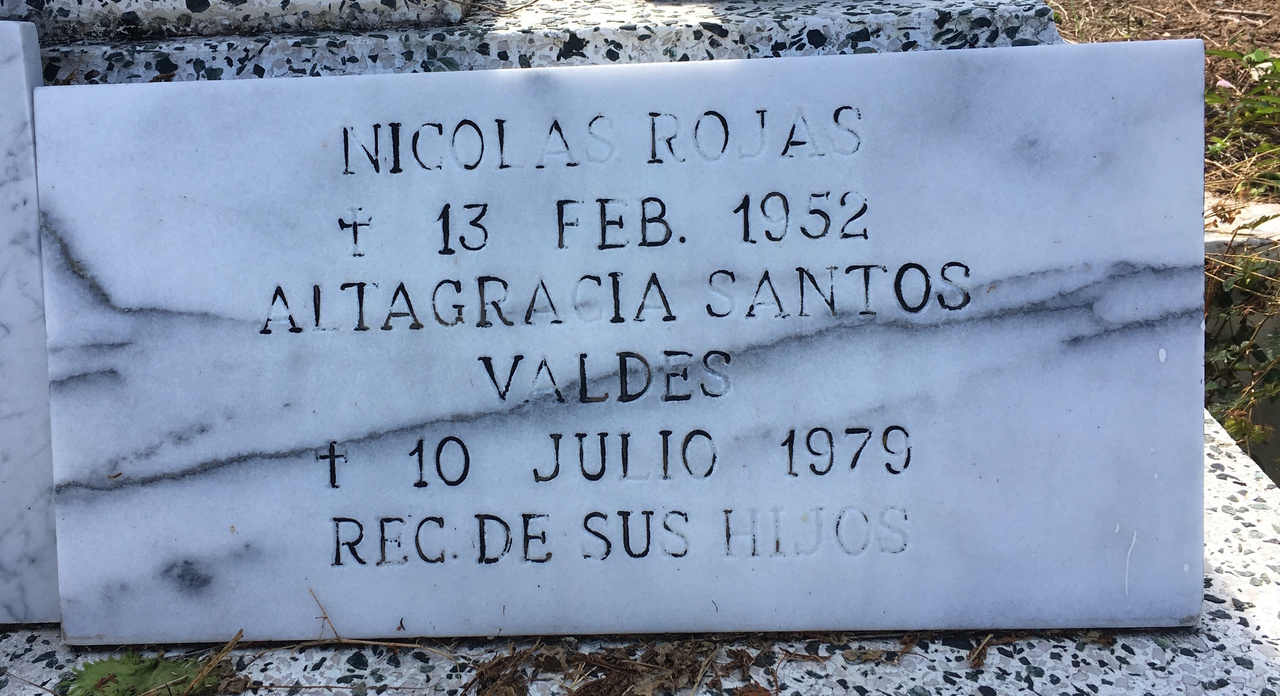 NICOLAS ROJAS
† 13 FEB. 1952
ALTAGRACIA SANTOS
VALDES
† 10 JULIO 1979
REC. DE SUS HIJOS